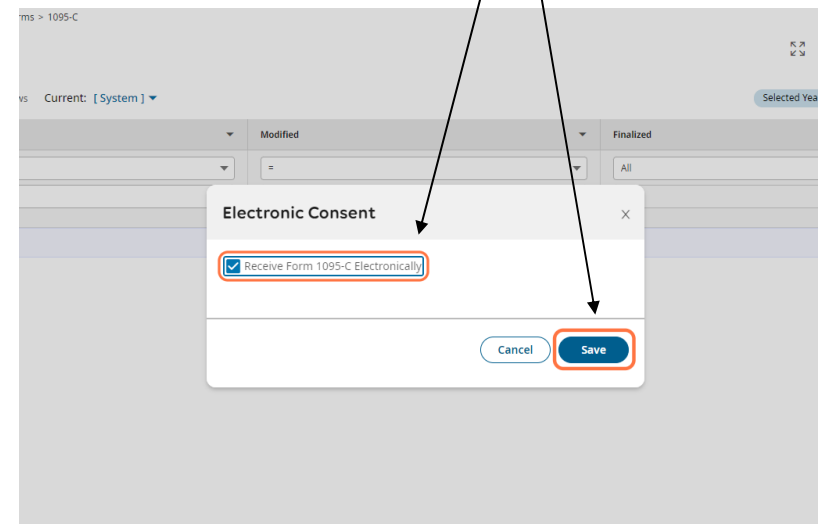 rms > 1095-C
ws Current: [ System ]
Selected Yea
Modified Finalized
= All
Electronic Consent X
Receive Form 1095-C Electronically
Cancel Save